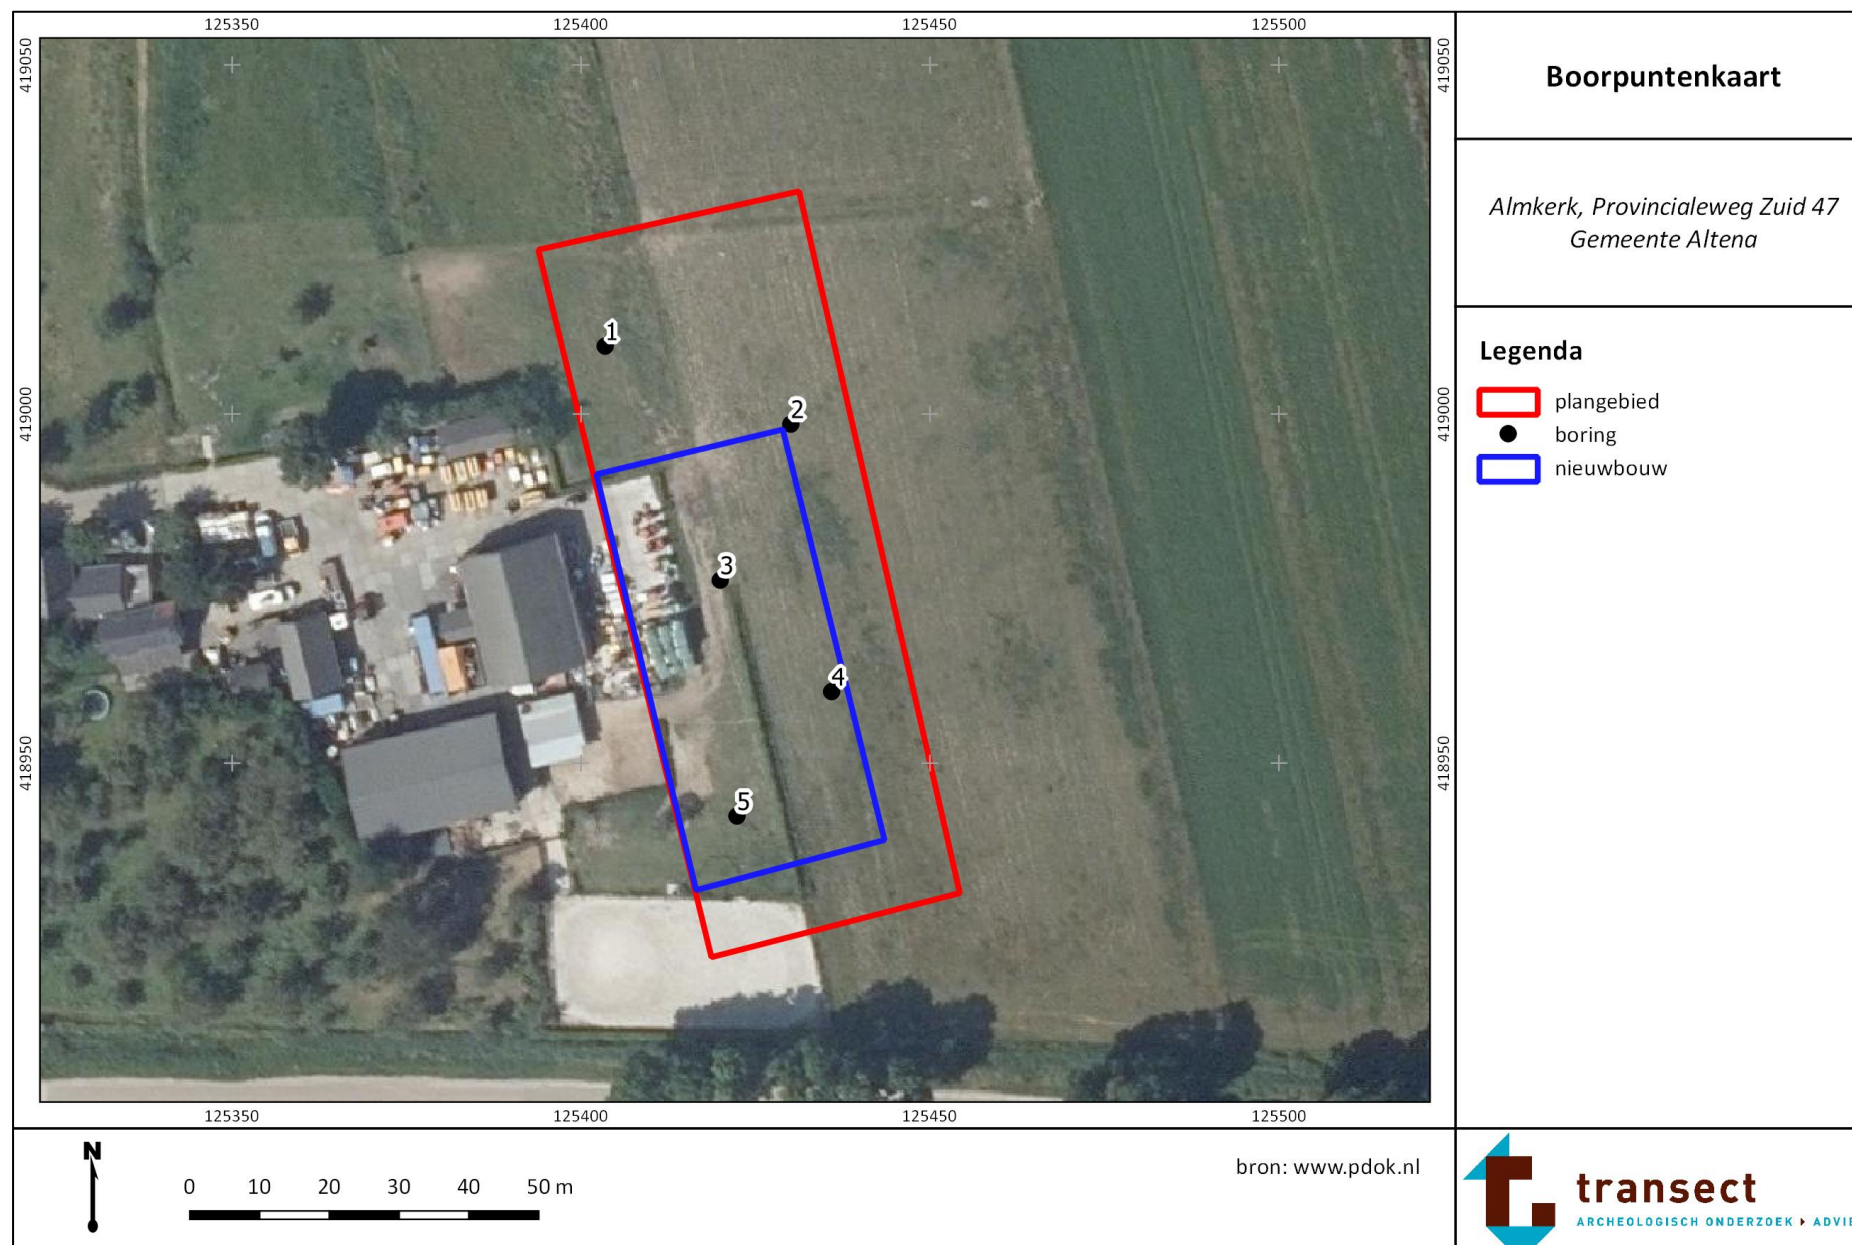 125350 125400 125450 125500
419050 419050
419000 419000
418950 418950
1
2
3
4
5
125350 125400 125450 125500
Boorpuntenkaart
Almkerk, Provincialeweg Zuid 47
Gemeente Altena
Legenda
plangebied
boring
nieuwbouw
N
0 10 20 30 40 50 m
bron: www.pdok.nl
transect
ARCHEOLOGISCH ONDERZOEK ▸ ADVIE